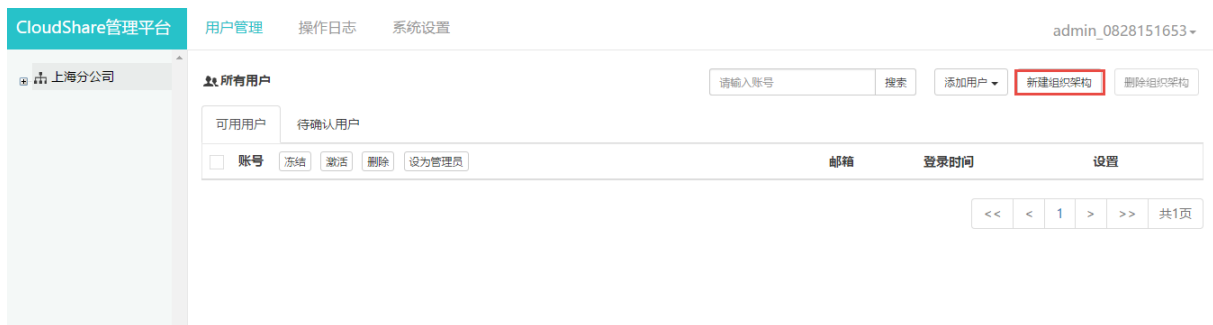 CloudShare管理平台 用户管理 操作日志 系统设置 admin_0828151653
上海分公司
所有用户 请输入账号 搜索 添加用户 新建组织架构 删除组织架构
可用用户 待确认用户
账号 冻结 激活 删除 设为管理员 邮箱 登录时间 设置
<< < 1 > >> 共1页